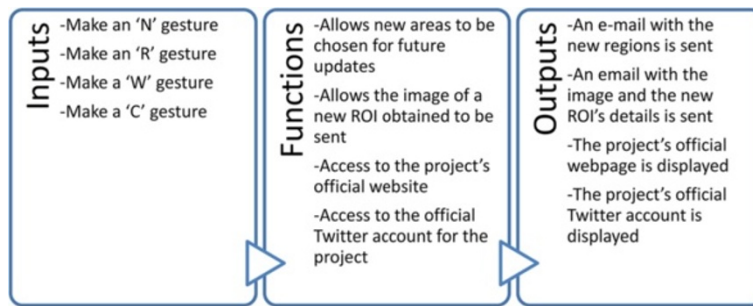 Inputs
-Make an ‘N’ gesture
-Make an ‘R’ gesture
-Make a ‘W’ gesture
-Make a ‘C’ gesture
Functions
-Allows new areas to be
chosen for future
updates
-Allows the image of a
new ROI obtained to be
sent
-Access to the project’s
official website
-Access to the official
Twitter account for the
project
Outputs
-An e-mail with the
new regions is sent
-An email with the
image and the new
ROI’s details is sent
-The project’s official
webpage is displayed
-The project’s official
Twitter account is
displayed